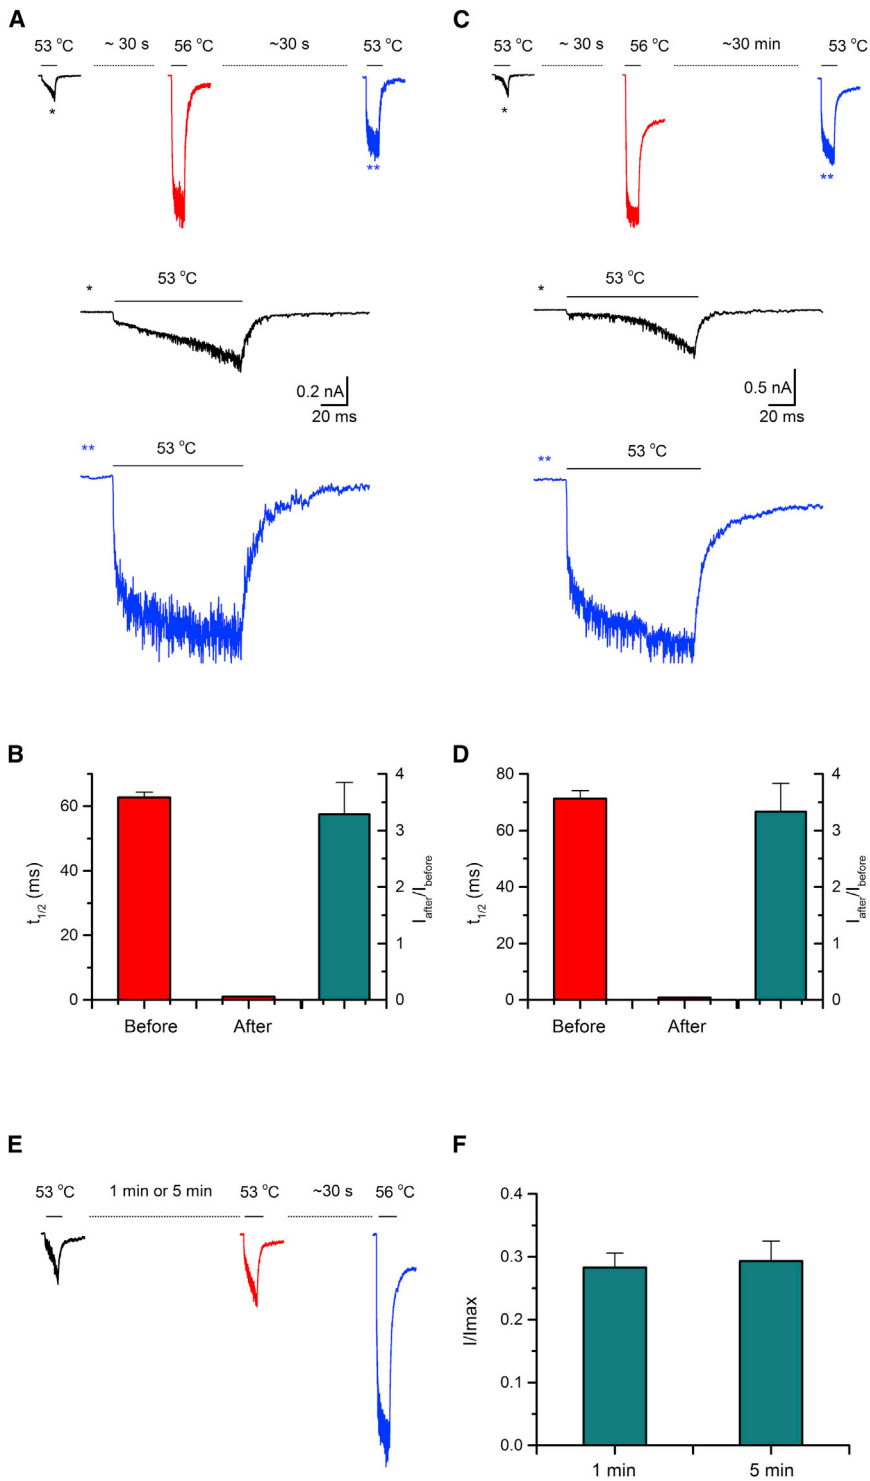 A
53 °C ~ 30 s 56 °C ~30 s 53 °C
*
**
* 53 °C
0.2 nA
20 ms
** 53 °C
C
53 °C ~ 30 s 56 °C ~30 min 53 °C
*
**
* 53 °C
0.5 nA
20 ms
** 53 °C
B
t1/2 (ms)
60
40
20
0
Before After
4
3
2
1
0
Iafter/Ibefore
D
t1/2 (ms)
80
60
40
20
0
Before After
4
3
2
1
0
Iafter/Ibefore
E
53 °C 1 min or 5 min 53 °C ~30 s 56 °C
F
I/Imax
0.4
0.3
0.2
0.1
0.0
1 min 5 min